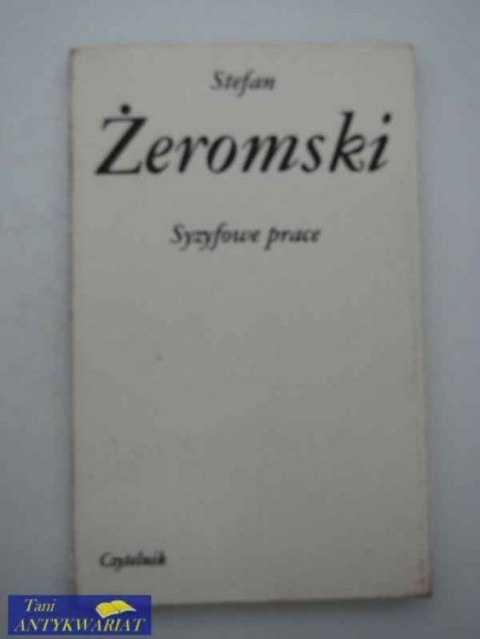 Stefan
Żeromski
Syzyfowe prace
Czytelnik
Tani
ANTYKWARIAT